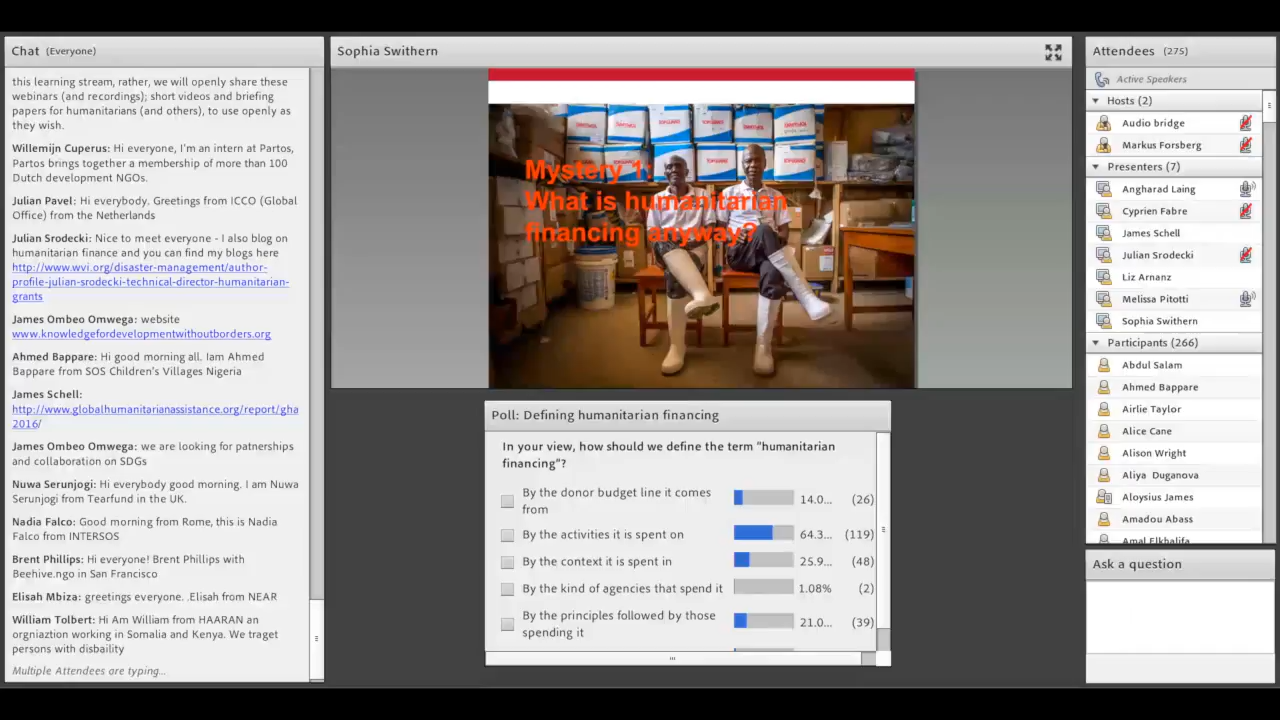 Chat (Everyone)
this learning stream, rather, we will openly share these
webinars (and recordings); short videos and briefing
papers for humanitarians (and others), to use openly as
they wish.
Willemijn Cuperus: Hi everyone, I'm an intern at Partos,
Partos brings together a membership of more than 100
Dutch development NGOs.
Julian Pavel: Hi everybody. Greetings from ICCO (Global
Office) from the Netherlands
Julian Srodecki: Nice to meet everyone - I also blog on
humanitarian finance and you can find my blogs here
http://www.wvi.org/disaster-management/author-
profile-julian-srodecki-technical-director-humanitarian-
grants
James Ombeo Omwega: website
www.knowledgefordevelopmentwithoutborders.org
Ahmed Bappare: Hi good morning all. Iam Ahmed
Bappare from SOS Children's Villages Nigeria
James Schell:
http://www.globalhumanitarianassistance.org/report/gha
2016/
James Ombeo Omwega: we are looking for patnerships
and collaboration on SDGs
Nuwa Serunjogi: Hi everybody good morning. I am Nuwa
Serunjogi from Tearfund in the UK.
Nadia Falco: Good morning from Rome, this is Nadia
Falco from INTERSOS
Brent Phillips: Hi everyone! Brent Phillips with
Beehive.ngo in San Francisco
Elisah Mbiza: greetings everyone. .Elisah from NEAR
William Tolbert: Hi Am William from HAARAN an
orgniaztion working in Somalia and Kenya. We traget
persons with disbaility
Multiple Attendees are typing...
Sophia Swithern
Mystery 1:
What is humanitarian
financing anyway?
Poll: Defining humanitarian financing
In your view, how should we define the term "humanitarian
financing"?
By the donor budget line it comes
from
14.0... (26)
By the activities it is spent on 64.3... (119)
By the context it is spent in 25.9... (48)
By the kind of agencies that spend it 1.08% (2)
By the principles followed by those
spending it
21.0... (39)
Attendees (275)
Active Speakers
Hosts (2)
Audio bridge
Markus Forsberg
Presenters (7)
Angharad Laing
Cyprien Fabre
James Schell
Julian Srodecki
Liz Arnanz
Melissa Pitotti
Sophia Swithern
Participants (266)
Abdul Salam
Ahmed Bappare
Airlie Taylor
Alice Cane
Alison Wright
Aliya Duganova
Aloysius James
Amadou Abass
Amal Elkhalifa
Ask a question